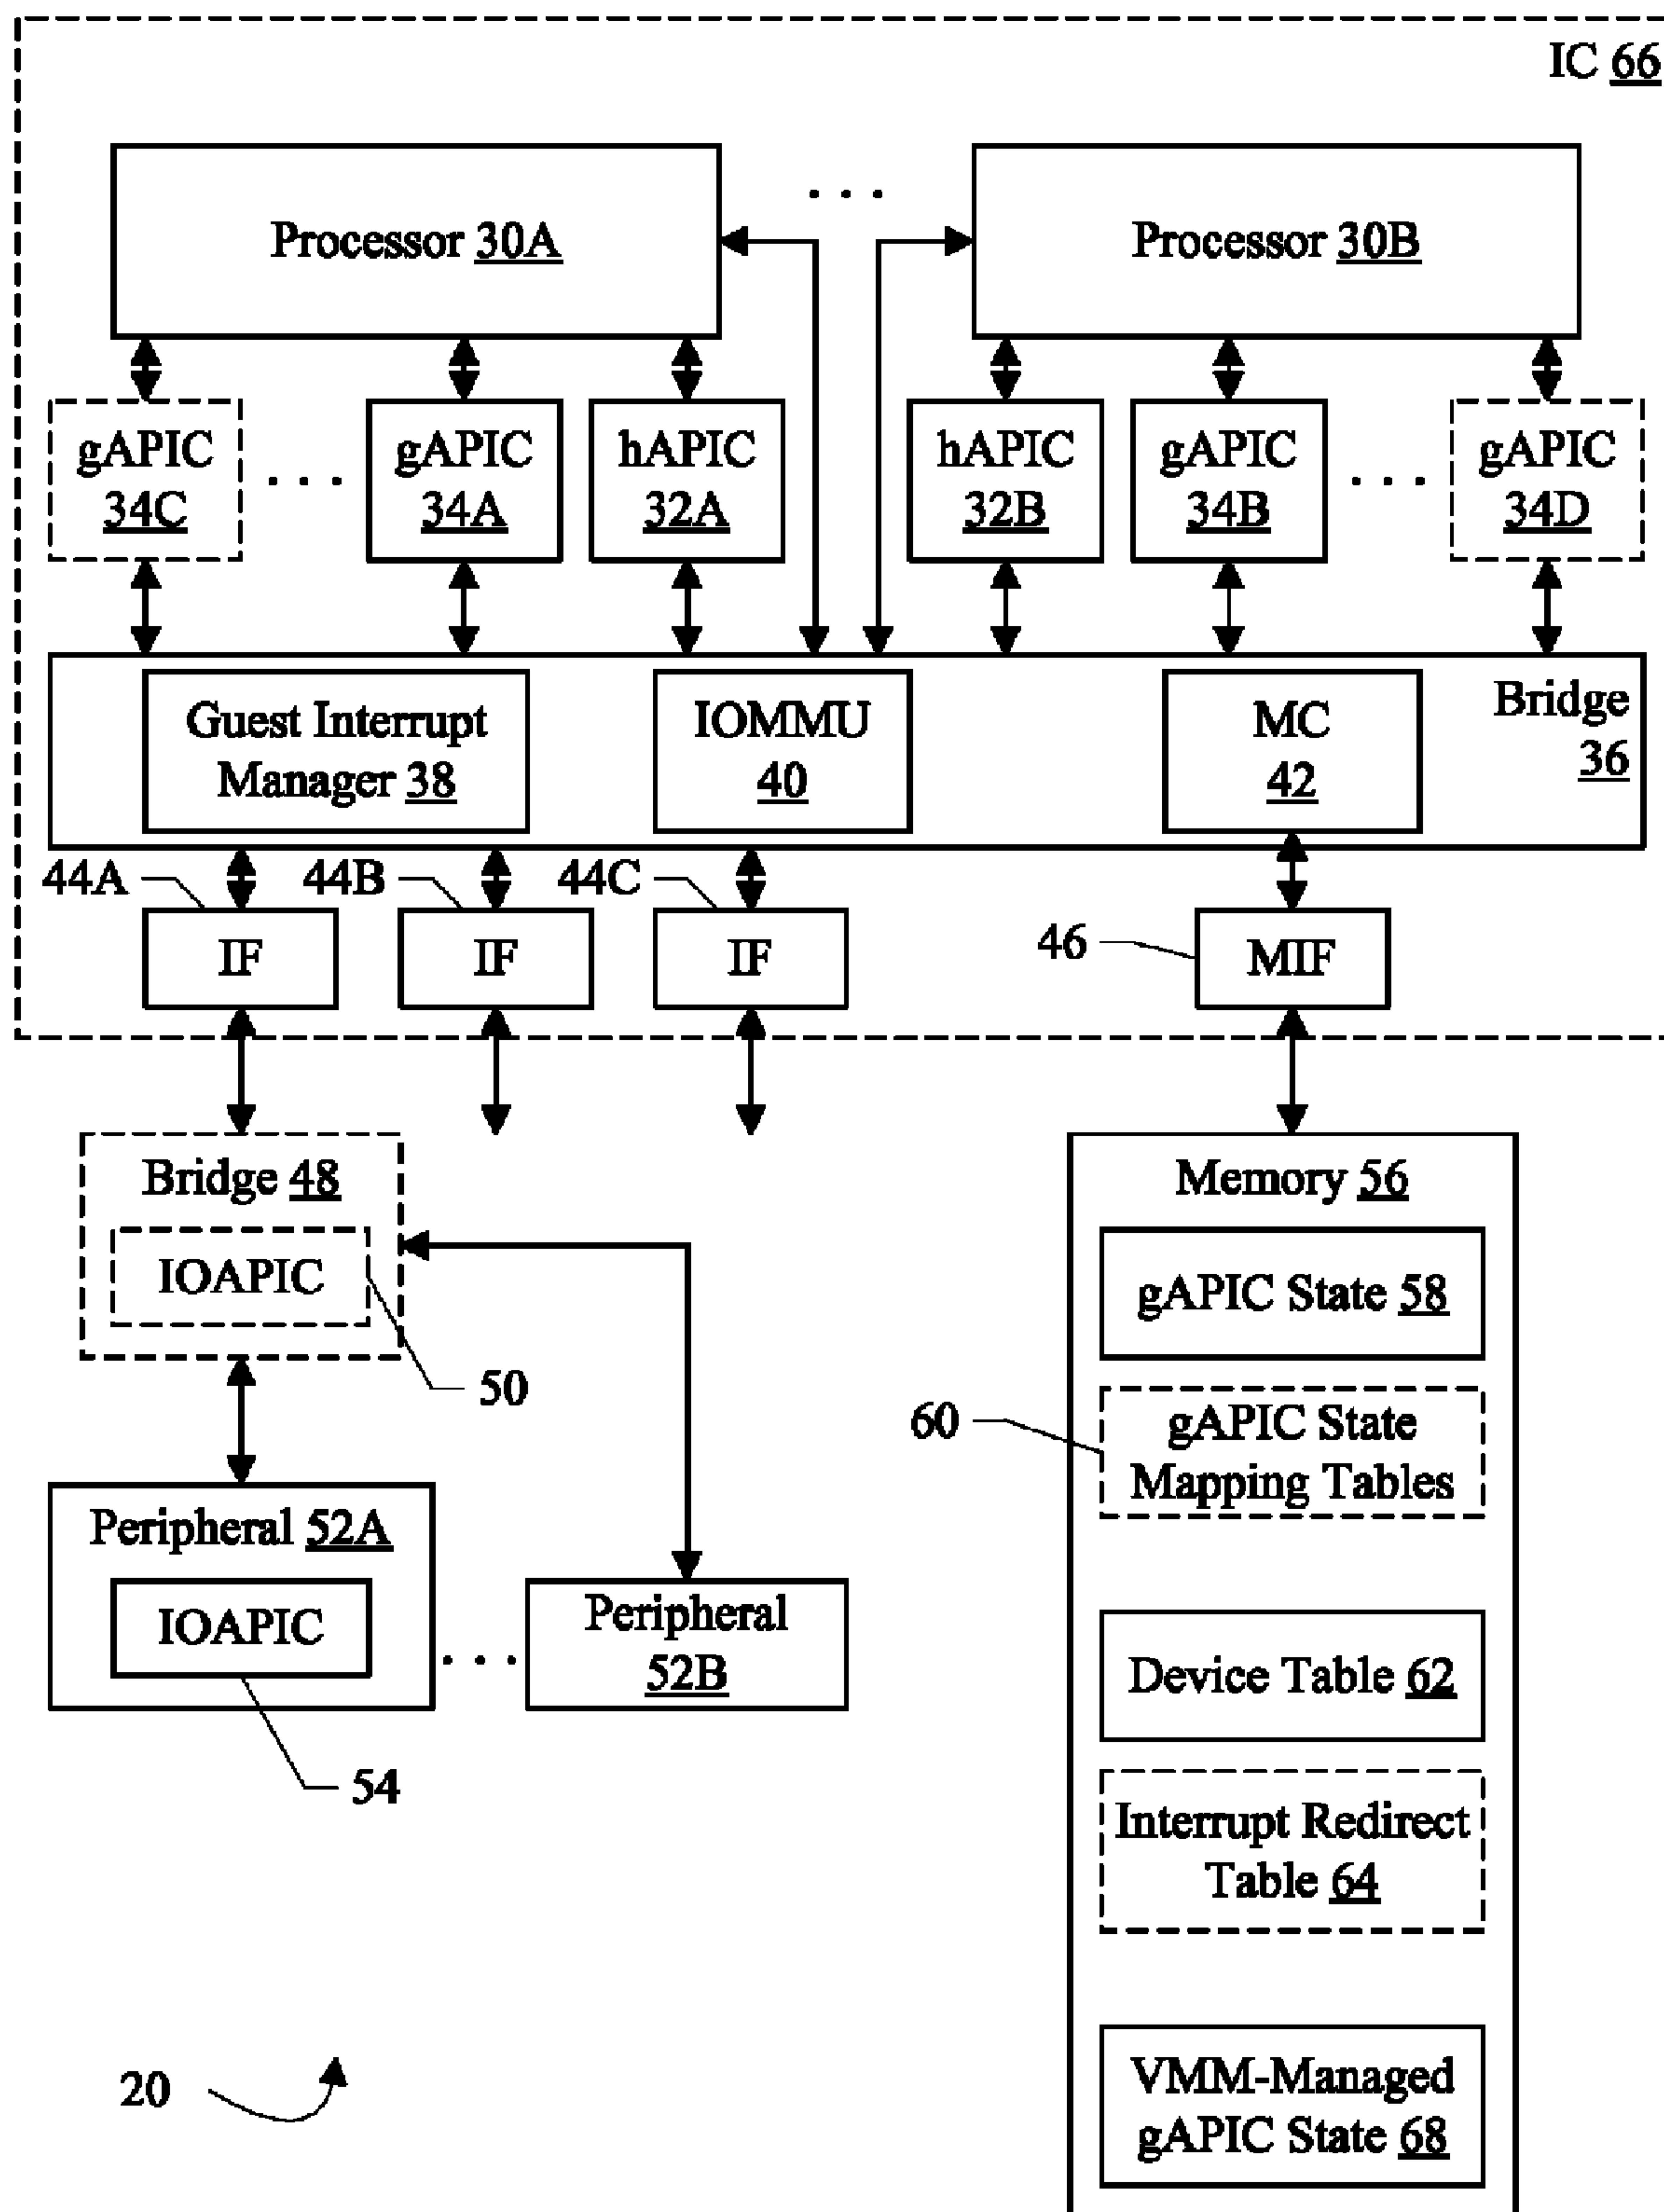 IC 66
Processor 30A
. . .
Processor 30B
gAPIC
34C
. . .
gAPIC
34A
hAPIC
32A
hAPIC
32B
gAPIC
34B
. . .
gAPIC
34D
Guest Interrupt
Manager 38
IOMMU
40
MC
42
Bridge
36
44A
44B
44C
IF
IF
IF
46
MIF
Bridge 48
IOAPIC
50
Peripheral 52A
IOAPIC
54
. . .
Peripheral
52B
Memory 56
gAPIC State 58
60
gAPIC State
Mapping Tables
Device Table 62
Interrupt Redirect
Table 64
VMM-Managed
gAPIC State 68
20